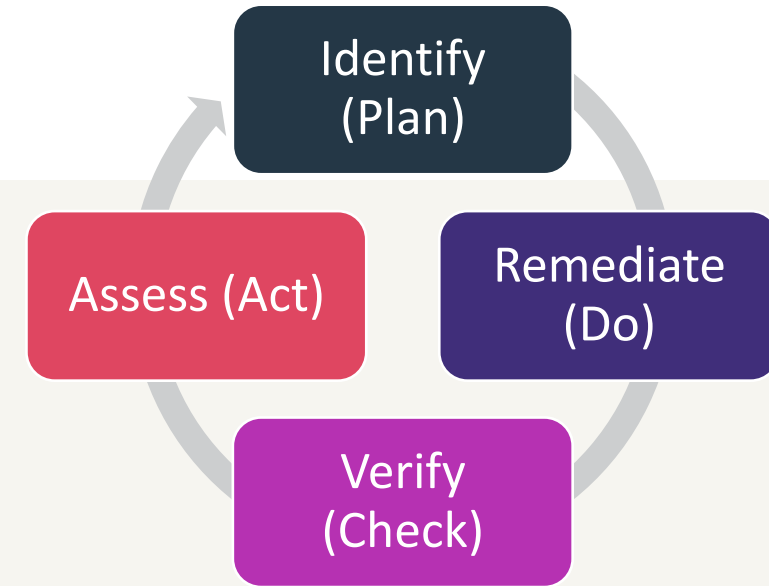 Identify
(Plan)
Remediate
(Do)
Verify
(Check)
Assess (Act)